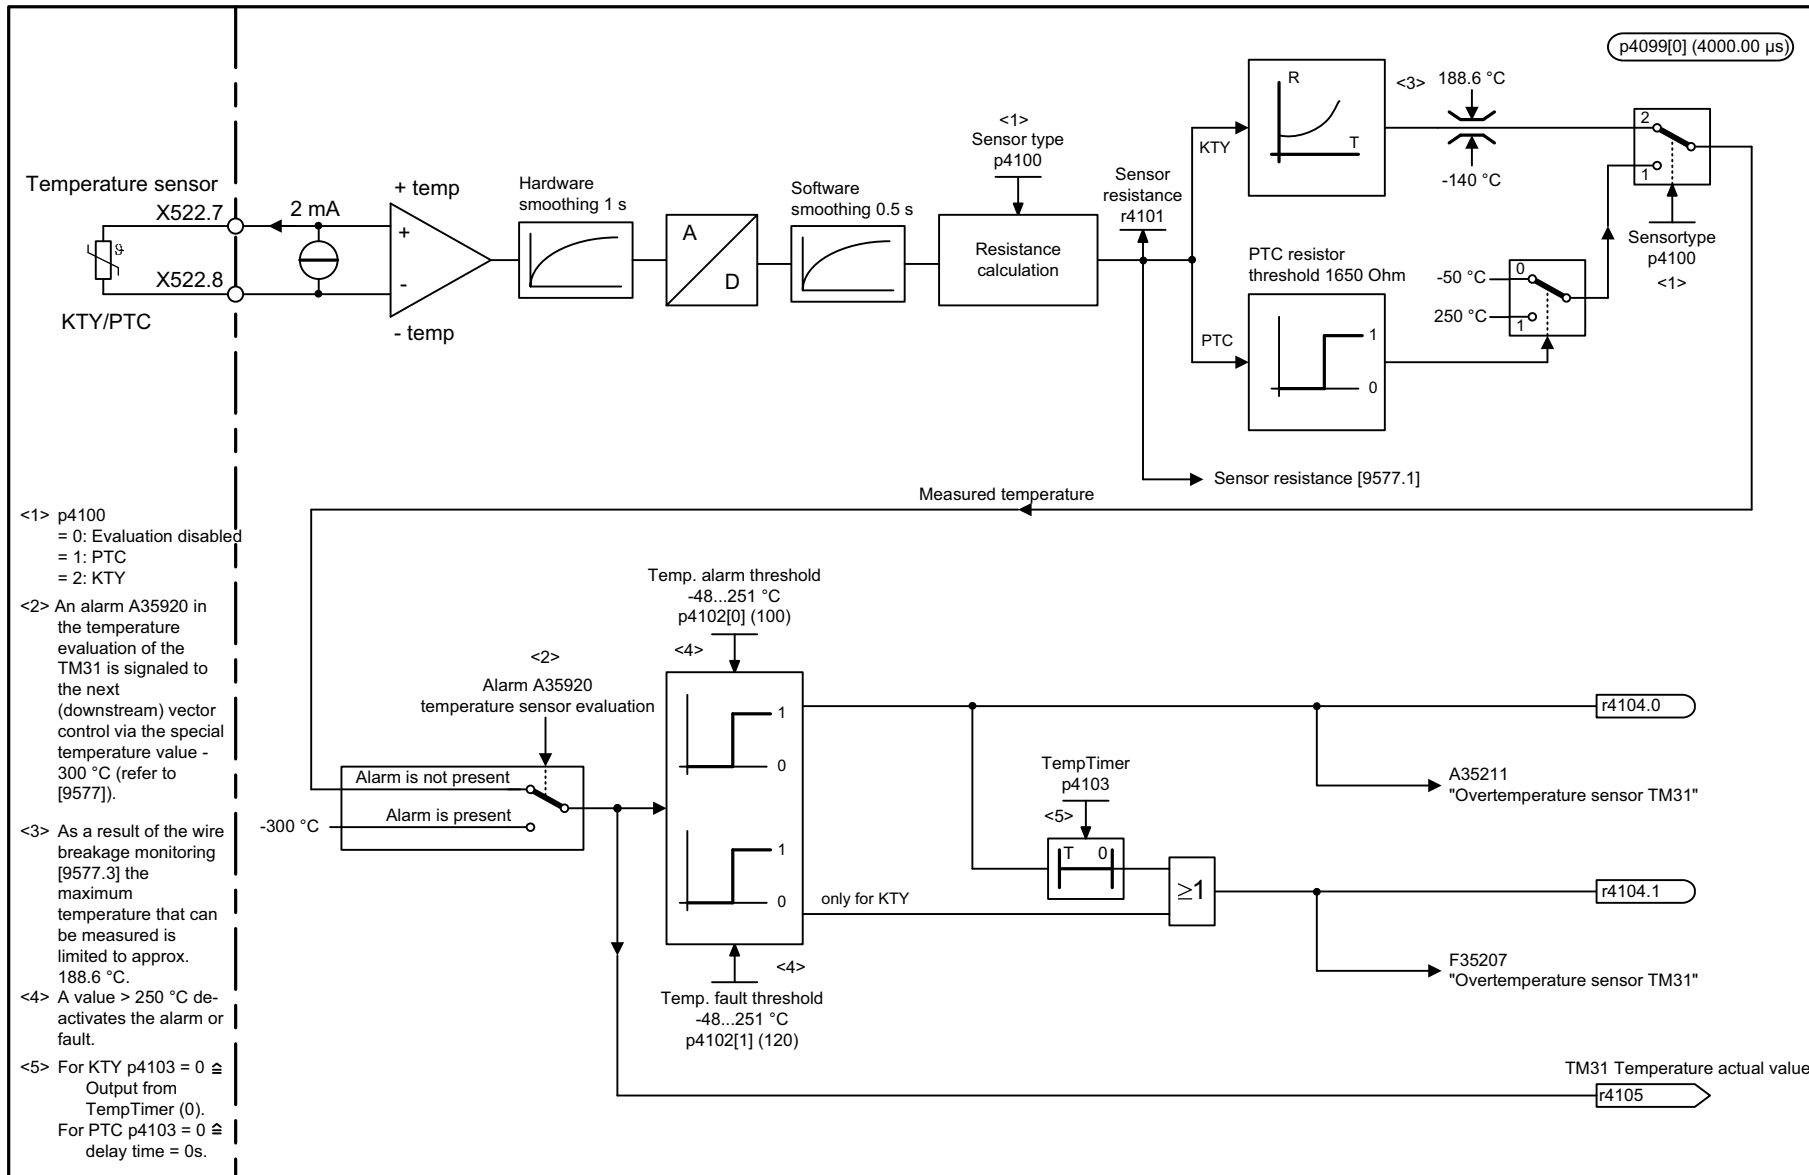 p4099[0] (4000.00 µs)
Temperature sensor
X522.7
X522.8
ϑ
KTY/PTC
2 mA
+ temp
+
-
- temp
Hardware
smoothing 1 s
A
D
Software
smoothing 0.5 s
<1>
Sensor type
p4100
Resistance
calculation
Sensor
resistance
r4101
KTY
PTC
R
T
<3>
188.6 °C
-140 °C
PTC resistor
threshold 1650 Ohm
1
0
-50 °C
250 °C
0
1
2
1
Sensortype
p4100
<1>
Sensor resistance [9577.1]
Measured temperature
<1> p4100
= 0: Evaluation disabled
= 1: PTC
= 2: KTY
<2> An alarm A35920 in
the temperature
evaluation of the
TM31 is signaled to
the next
(downstream) vector
control via the special
temperature value -
300 °C (refer to
[9577]).
<3> As a result of the wire
breakage monitoring
[9577.3] the
maximum
temperature that can
be measured is
limited to approx.
188.6 °C.
<4> A value > 250 °C de-
activates the alarm or
fault.
<5> For KTY p4103 = 0 ≘
Output from
TempTimer (0).
For PTC p4103 = 0 ≘
delay time = 0s.
<2>
Alarm A35920
temperature sensor evaluation
Alarm is not present
Alarm is present
-300 °C
Temp. alarm threshold
-48...251 °C
p4102[0] (100)
<4>
1
0
1
0
<4>
Temp. fault threshold
-48...251 °C
p4102[1] (120)
only for KTY
TempTimer
p4103
<5>
T 0
≥1
r4104.0
A35211
"Overtemperature sensor TM31"
r4104.1
F35207
"Overtemperature sensor TM31"
TM31 Temperature actual value
r4105